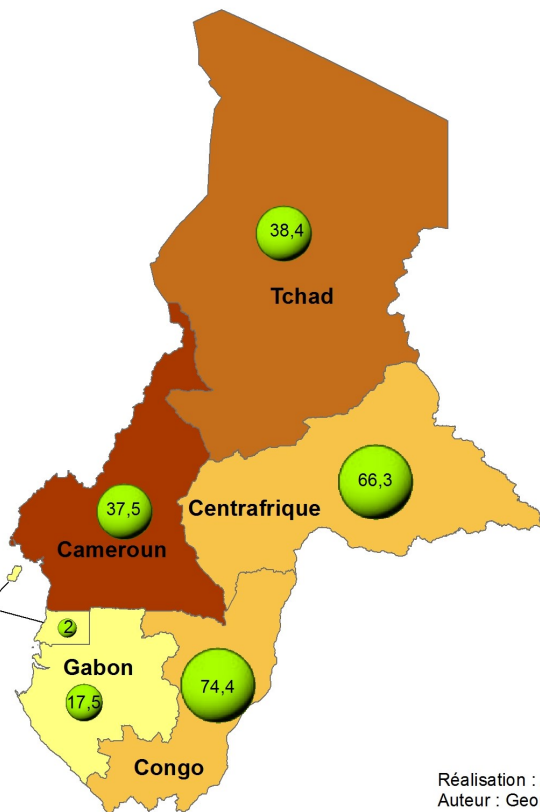 38,4
Tchad
66,3
Centrafrique
37,5
Cameroun
2
Gabon
17,5
74,4
Congo
Réalisation :
Auteur : Geo